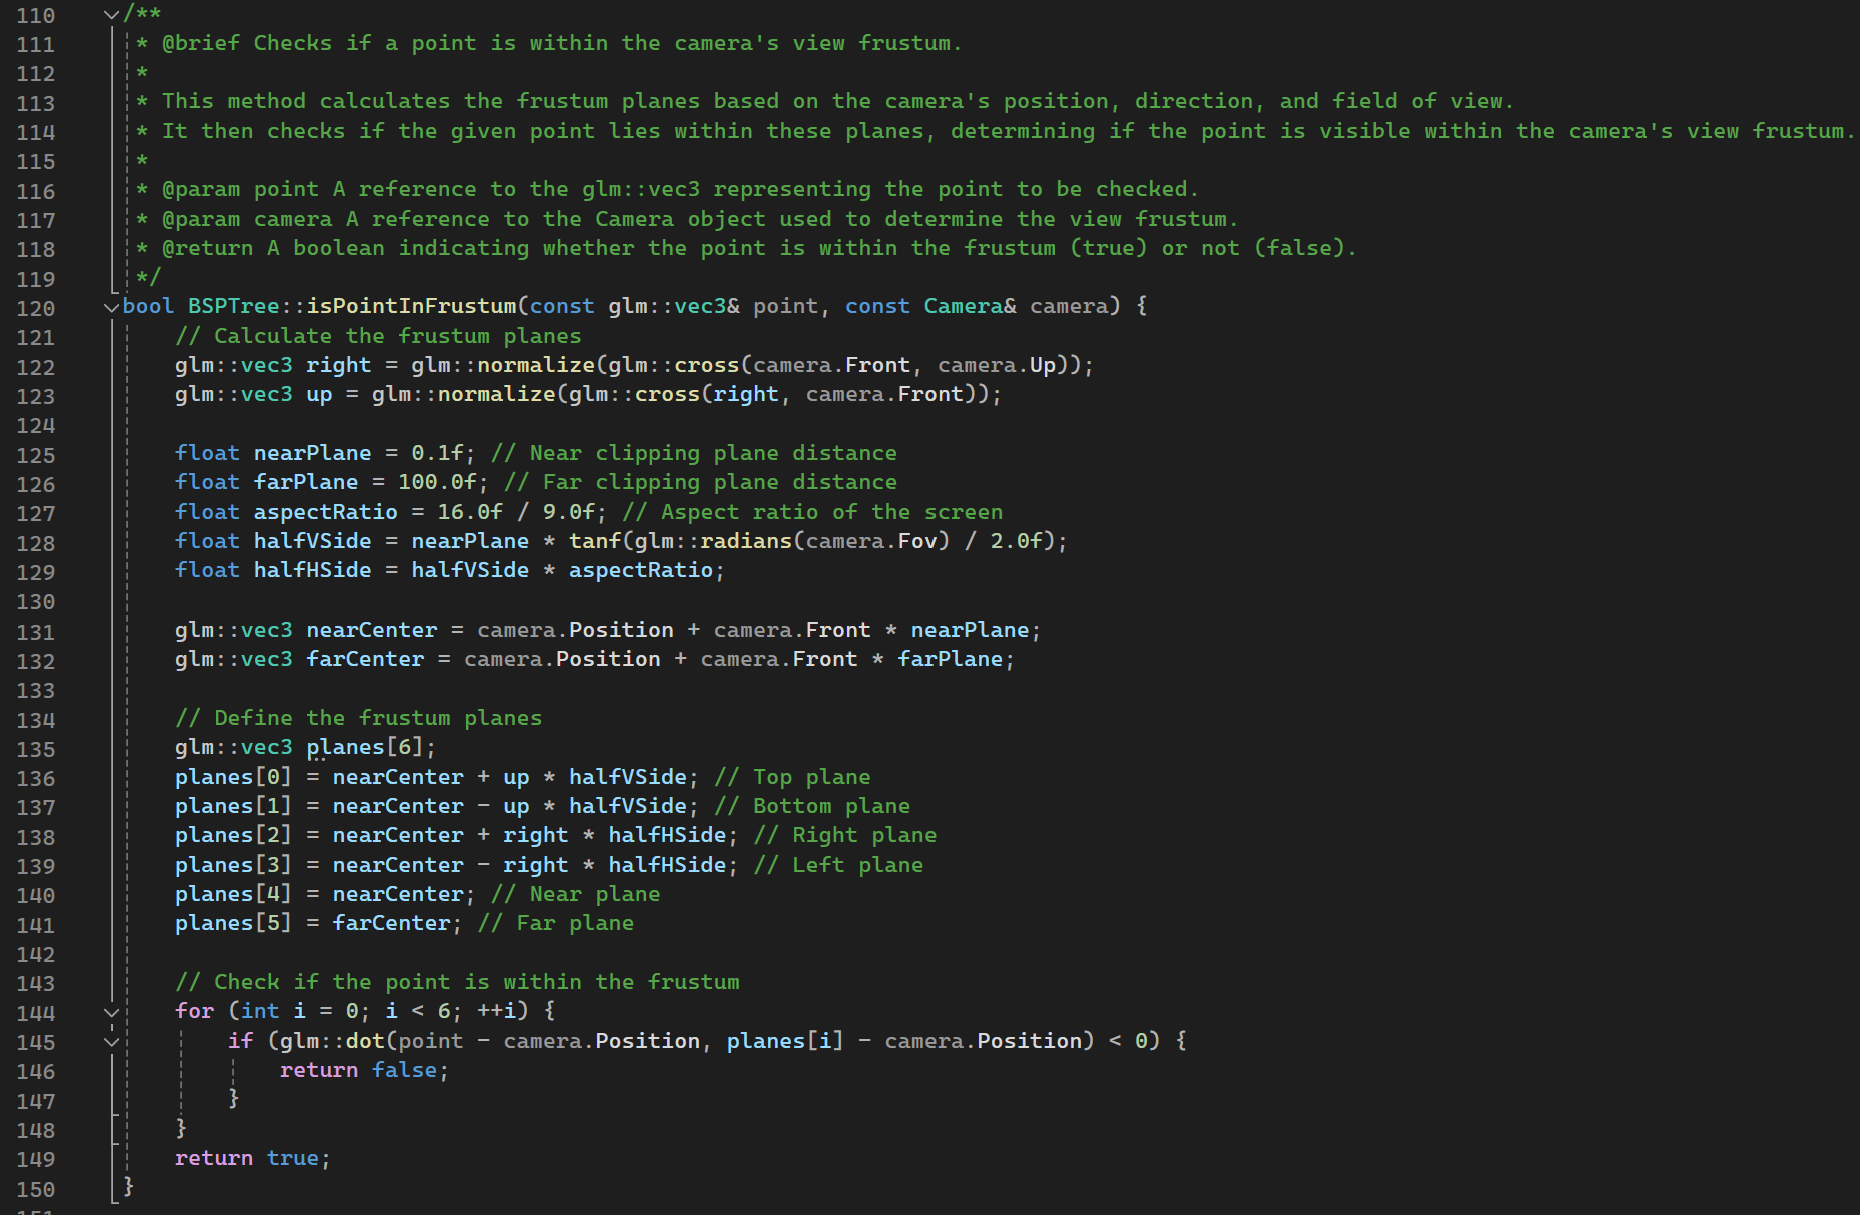 110 /**
111 * @brief Checks if a point is within the camera's view frustum.
112 *
113 * This method calculates the frustum planes based on the camera's position, direction, and field of view.
114 * It then checks if the given point lies within these planes, determining if the point is visible within the camera's view frustum.
115 *
116 * @param point A reference to the glm::vec3 representing the point to be checked.
117 * @param camera A reference to the Camera object used to determine the view frustum.
118 * @return A boolean indicating whether the point is within the frustum (true) or not (false).
119 */
120 bool BSPTree::isPointInFrustum(const glm::vec3& point, const Camera& camera) {
121 // Calculate the frustum planes
122 glm::vec3 right = glm::normalize(glm::cross(camera.Front, camera.Up));
123 glm::vec3 up = glm::normalize(glm::cross(right, camera.Front));
124
125 float nearPlane = 0.1f; // Near clipping plane distance
126 float farPlane = 100.0f; // Far clipping plane distance
127 float aspectRatio = 16.0f / 9.0f; // Aspect ratio of the screen
128 float halfVSide = nearPlane * tanf(glm::radians(camera.Fov) / 2.0f);
129 float halfHSide = halfVSide * aspectRatio;
130
131 glm::vec3 nearCenter = camera.Position + camera.Front * nearPlane;
132 glm::vec3 farCenter = camera.Position + camera.Front * farPlane;
133
134 // Define the frustum planes
135 glm::vec3 planes[6];
136 planes[0] = nearCenter + up * halfVSide; // Top plane
137 planes[1] = nearCenter - up * halfVSide; // Bottom plane
138 planes[2] = nearCenter + right * halfHSide; // Right plane
139 planes[3] = nearCenter - right * halfHSide; // Left plane
140 planes[4] = nearCenter; // Near plane
141 planes[5] = farCenter; // Far plane
142
143 // Check if the point is within the frustum
144 for (int i = 0; i < 6; ++i) {
145 if (glm::dot(point - camera.Position, planes[i] - camera.Position) < 0) {
146 return false;
147 }
148 }
149 return true;
150 }